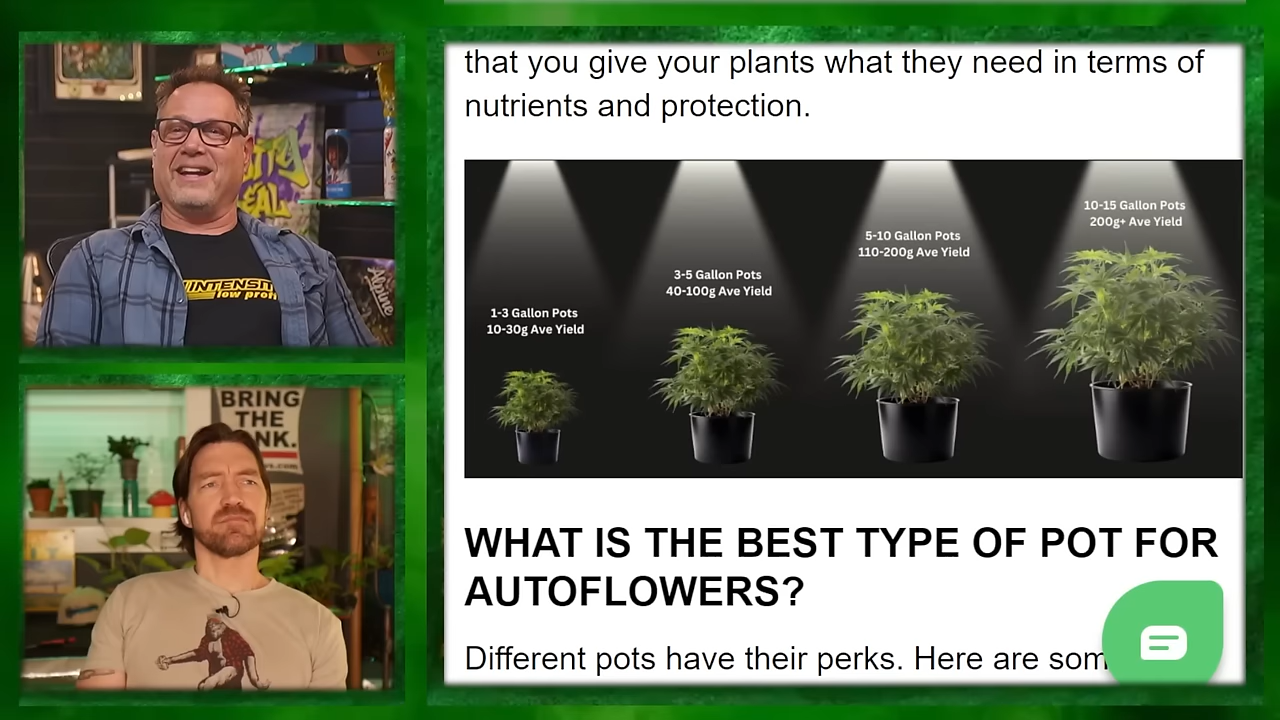 that you give your plants what they need in terms of
nutrients and protection.
1-3 Gallon Pots
10-30g Ave Yield
3-5 Gallon Pots
40-100g Ave Yield
5-10 Gallon Pots
110-200g Ave Yield
10-15 Gallon Pots
200g+ Ave Yield
WHAT IS THE BEST TYPE OF POT FOR
AUTOFLOWERS?
Different pots have their perks. Here are som
low prof
Alpine
BRING
THE